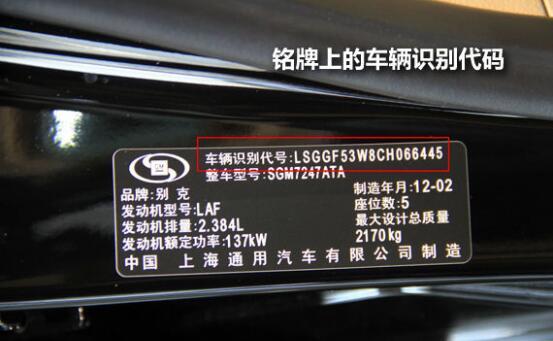 铭牌上的车辆识别代码
车辆识别代号:LSGGF53W8CH066445
整车型号:SGM7247ATA
GM
品牌:别克 制造年月:12-02
发动机型号:LAF 座位数:5
发动机排量:2.384L 最大设计总质量
发动机额定功率:137kW 2170kg
中国 上海通用汽车有限公司制造